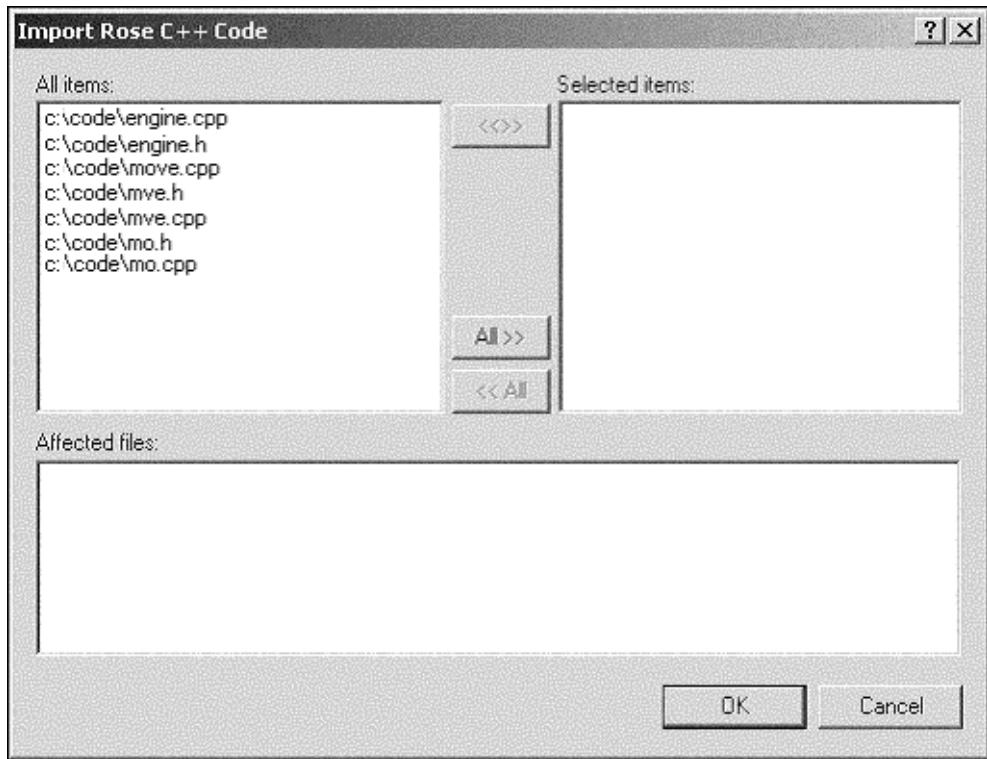 Import Rose C++ Code
? X
All items:
Selected items:
c:\code\engine.cpp
c:\code\engine.h
c:\code\move.cpp
c:\code\mve.h
c:\code\mve.cpp
c:\code\mo.h
c:\code\mo.cpp
<<>>
All >>
<< All
Affected files:
OK
Cancel